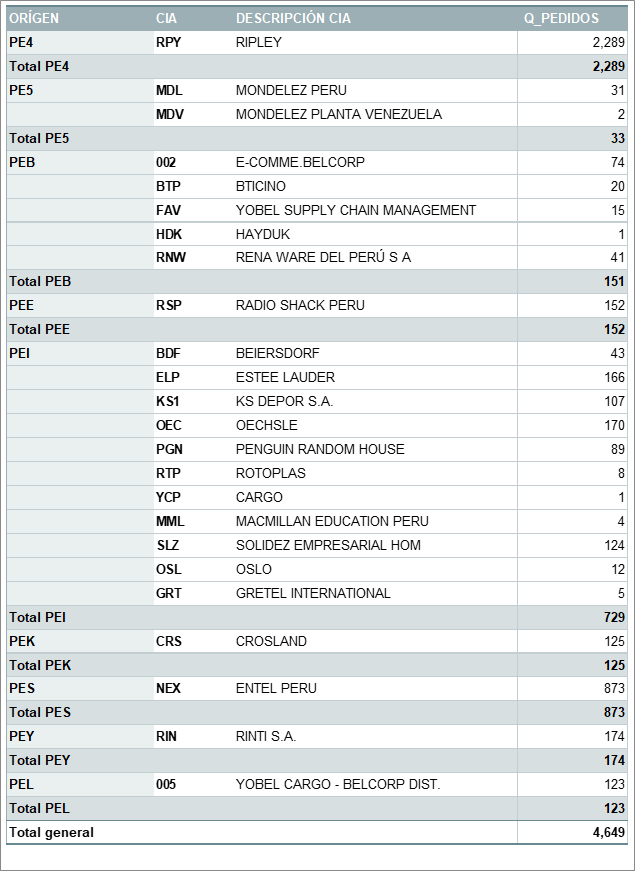 ORÍGEN CIA DESCRIPCIÓN CIA Q_PEDIDOS
PE4 RPY RIPLEY 2,289
Total PE4 2,289
PE5 MDL MONDELEZ PERU 31
MDV MONDELEZ PLANTA VENEZUELA 2
Total PE5 33
PEB 002 E-COMME.BELCORP 74
BTP BTICINO 20
FAV YOBEL SUPPLY CHAIN MANAGEMENT 15
HDK HAYDUK 1
RNW RENA WARE DEL PERÚ S A 41
Total PEB 151
PEE RSP RADIO SHACK PERU 152
Total PEE 152
PEI BDF BEIERSDORF 43
ELP ESTEE LAUDER 166
KS1 KS DEPOR S.A. 107
OEC OECHSLE 170
PGN PENGUIN RANDOM HOUSE 89
RTP ROTOPLAS 8
YCP CARGO 1
MML MACMILLAN EDUCATION PERU 4
SLZ SOLIDEZ EMPRESARIAL HOM 124
OSL OSLO 12
GRT GRETEL INTERNATIONAL 5
Total PEI 729
PEK CRS CROSLAND 125
Total PEK 125
PES NEX ENTEL PERU 873
Total PES 873
PEY RIN RINTI S.A. 174
Total PEY 174
PEL 005 YOBEL CARGO - BELCORP DIST. 123
Total PEL 123
Total general 4,649